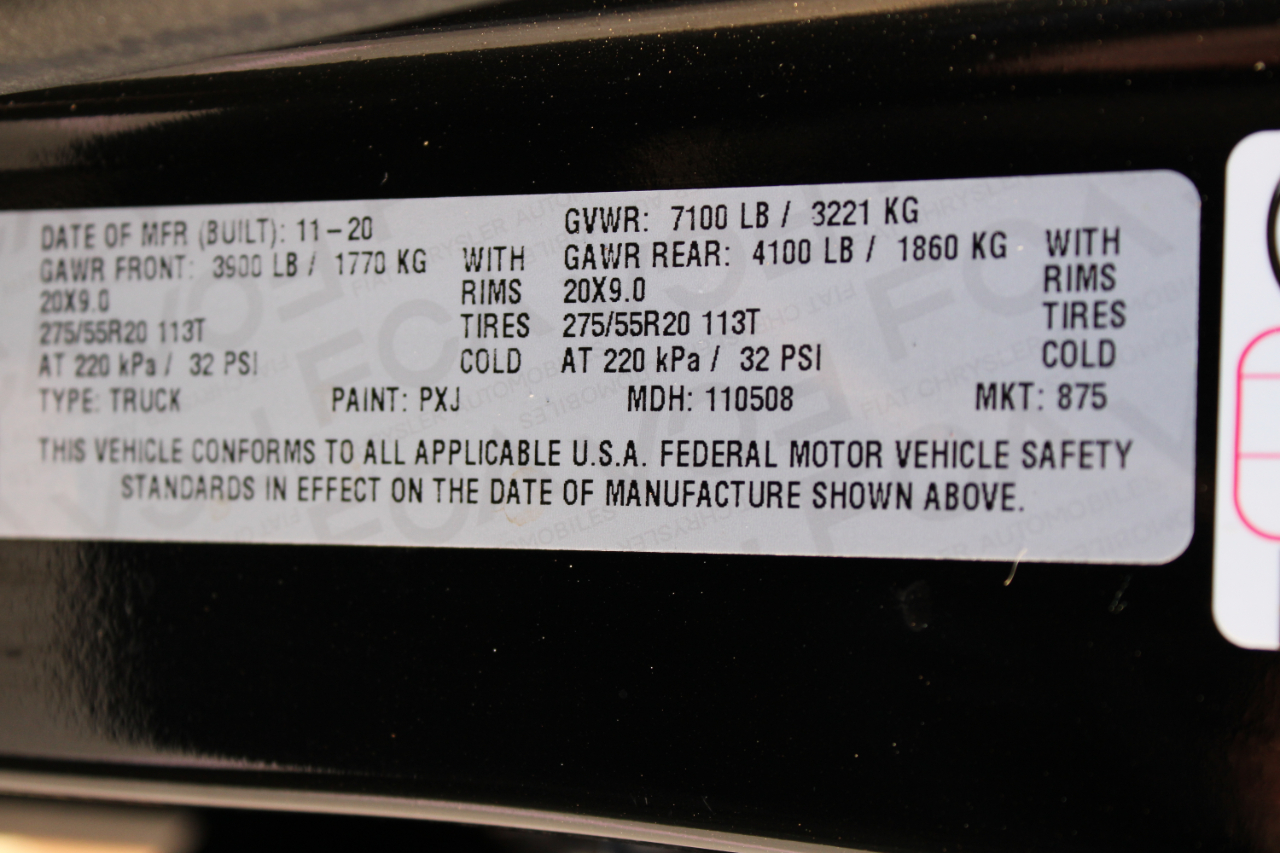 DATE OF MFR (BUILT): 11-20 GVWR: 7100 LB / 3221 KG
GAWR FRONT: 3900 LB / 1770 KG WITH GAWR REAR: 4100 LB / 1860 KG WITH
20X9.0 RIMS 20X9.0 RIMS
275/55R20 113T TIRES 275/55R20 113T TIRES
AT 220 kPa / 32 PSI COLD AT 220 kPa / 32 PSI COLD
TYPE: TRUCK PAINT: PXJ MDH: 110508 MKT: 875
THIS VEHICLE CONFORMS TO ALL APPLICABLE U.S.A. FEDERAL MOTOR VEHICLE SAFETY
STANDARDS IN EFFECT ON THE DATE OF MANUFACTURE SHOWN ABOVE.